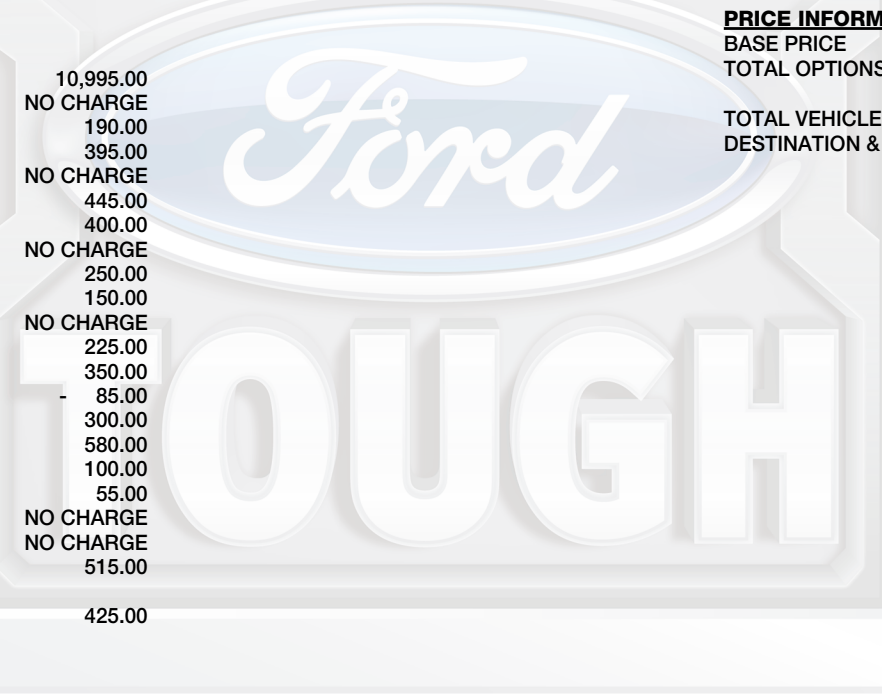 10,995.00
NO CHARGE
190.00
395.00
NO CHARGE
445.00
400.00
NO CHARGE
250.00
150.00
NO CHARGE
225.00
350.00
- 85.00
300.00
580.00
100.00
55.00
NO CHARGE
NO CHARGE
515.00
425.00
PRICE INFORM
BASE PRICE
TOTAL OPTIONS
TOTAL VEHICLE
DESTINATION &
Ford
TOUGH